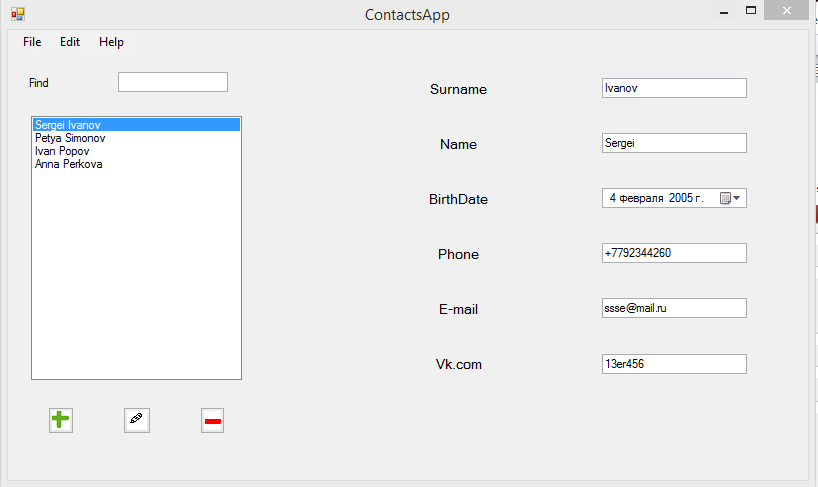 ContactsApp
File Edit Help
Find
Sergei Ivanov
Petya Simonov
Ivan Popov
Anna Perkova
Surname Ivanov
Name Sergei
BirthDate 4 февраля 2005 г.
Phone +7792344260
E-mail ssse@mail.ru
Vk.com 13er456